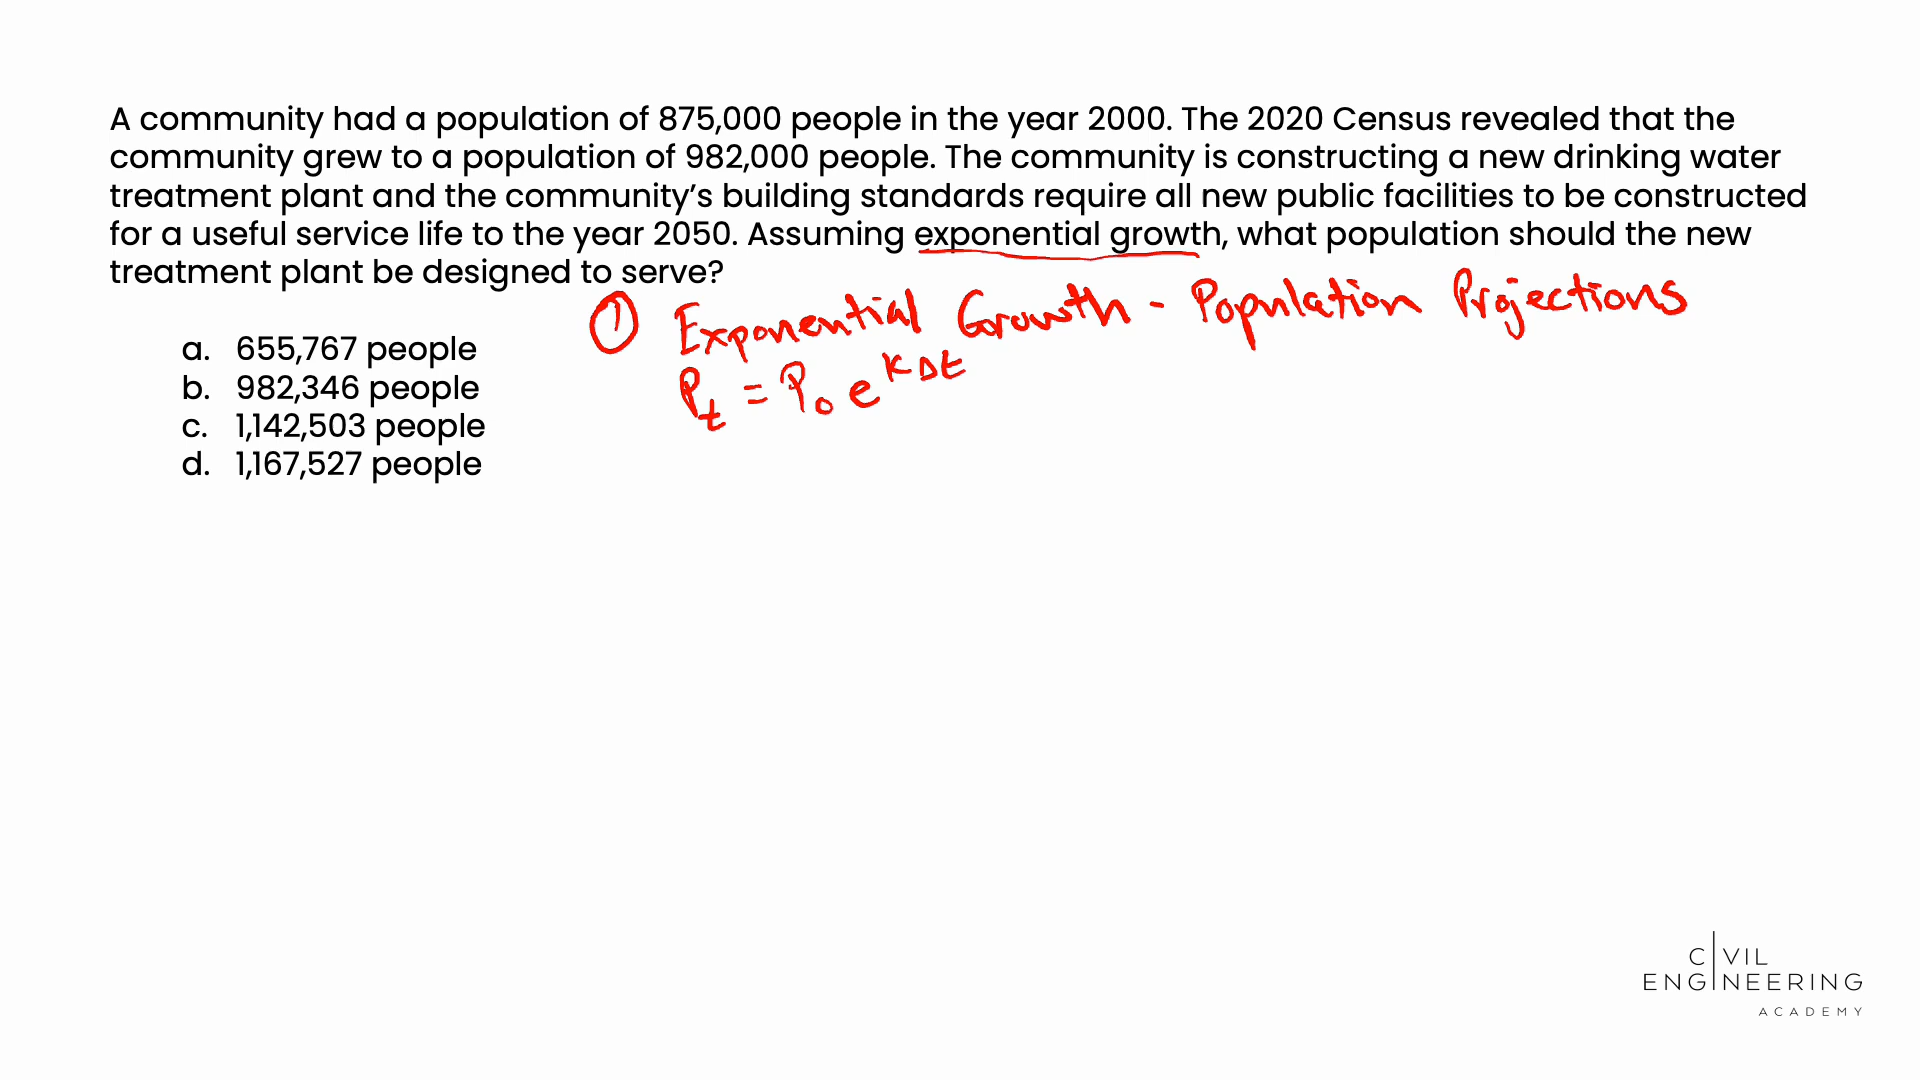 A community had a population of 875,000 people in the year 2000. The 2020 Census revealed that the
community grew to a population of 982,000 people. The community is constructing a new drinking water
treatment plant and the community’s building standards require all new public facilities to be constructed
for a useful service life to the year 2050. Assuming exponential growth, what population should the new
treatment plant be designed to serve?
① Exponential Growth - Population Projections
P_t = P_0 e^{kΔt}
a. 655,767 people
b. 982,346 people
c. 1,142,503 people
d. 1,167,527 people
CIVIL
ENGINEERING
ACADEMY